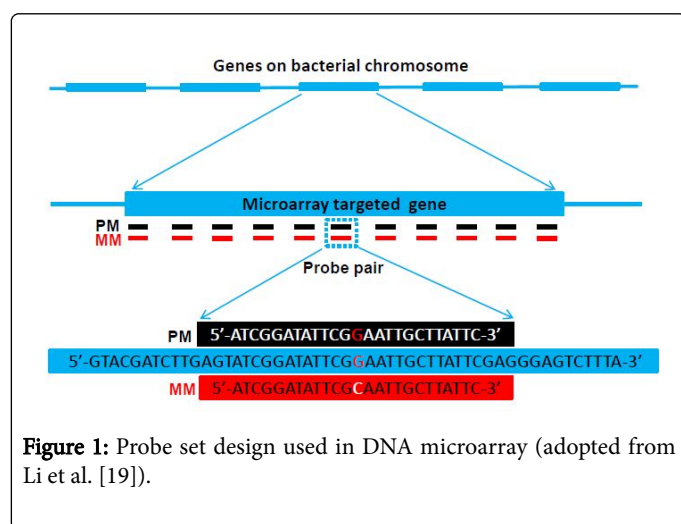 Genes on bacterial chromosome
Microarray targeted gene
PM
MM
Probe pair
PM 5’-ATCGGATATTCGGAATTGCTTATTC-3’
5’-GTACGATCTTGAGTATCGGATATTCGGAATTGCTTATTCGAGGGAGTCTTTA-3’
MM 5’-ATCGGATATTCGCAATTGCTTATTC-3’
Figure 1: Probe set design used in DNA microarray (adopted from
Li et al. [19]).